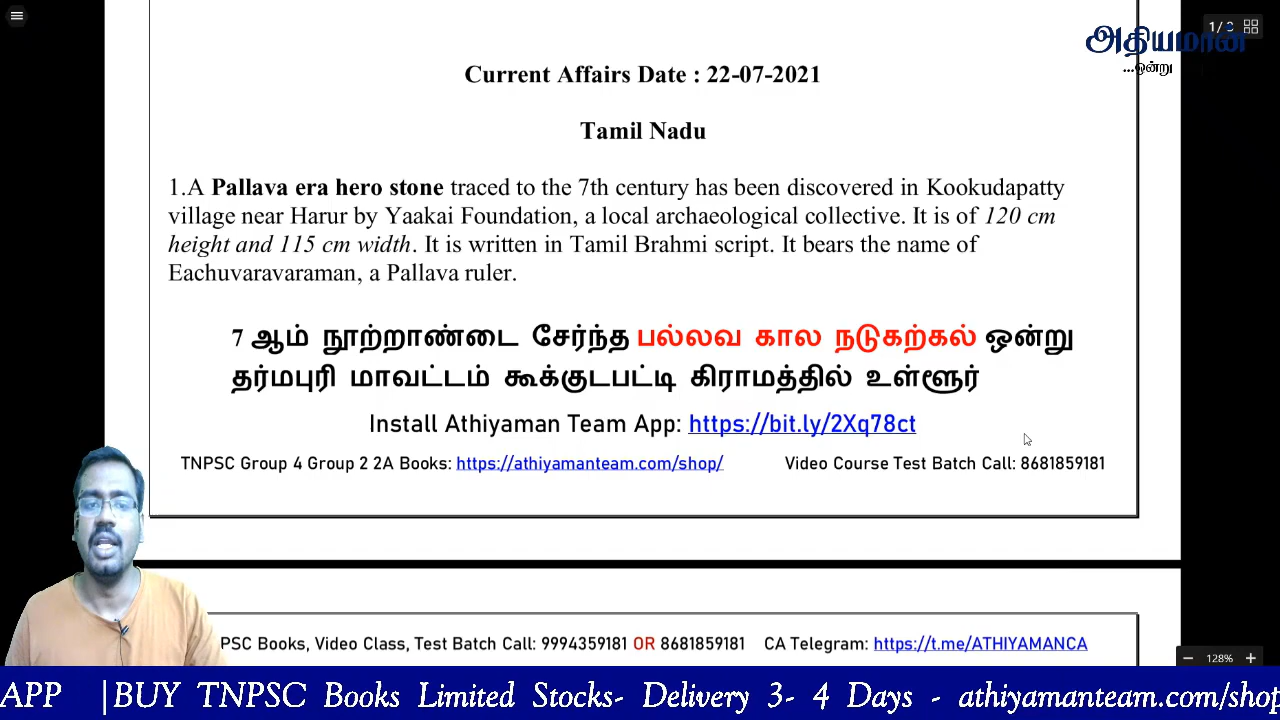 1/3
அதியமான்
...ஒன்று
Current Affairs Date : 22-07-2021
Tamil Nadu
1.A Pallava era hero stone traced to the 7th century has been discovered in Kookudapatty
village near Harur by Yaakai Foundation, a local archaeological collective. It is of 120 cm
height and 115 cm width. It is written in Tamil Brahmi script. It bears the name of
Eachuvaravaraman, a Pallava ruler.
7 ஆம் நூற்றாண்டை சேர்ந்த பல்லவ கால நடுகற்கல் ஒன்று
தர்மபுரி மாவட்டம் கூக்குடபட்டி கிராமத்தில் உள்ளூர்
Install Athiyaman Team App: https://bit.ly/2Xq78ct
TNPSC Group 4 Group 2 2A Books: https://athiyamanteam.com/shop/ Video Course Test Batch Call: 8681859181
PSC Books, Video Class, Test Batch Call: 9994359181 OR 8681859181 CA Telegram: https://t.me/ATHIYAMANCA
128%
APP |BUY TNPSC Books Limited Stocks- Delivery 3- 4 Days - athiyamanteam.com/shop